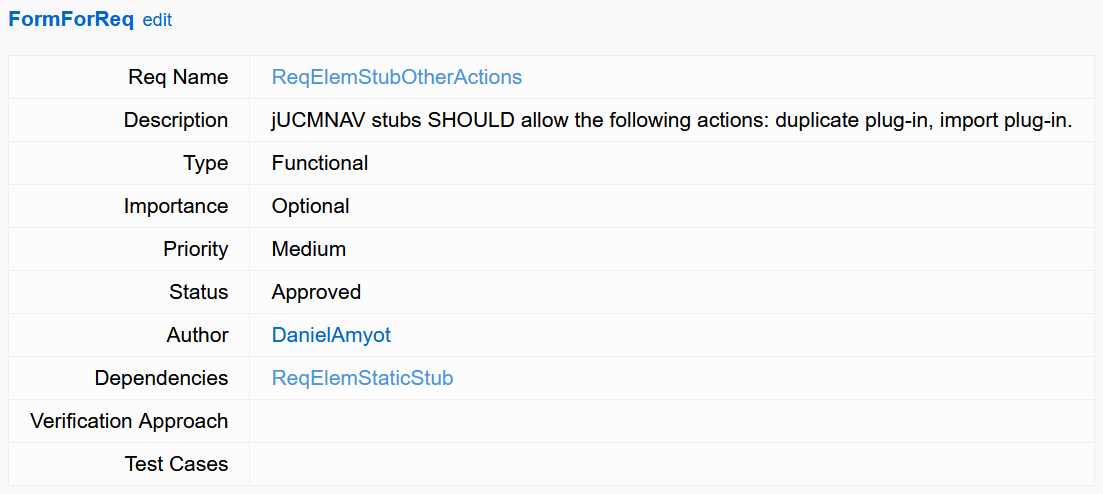 FormForReq edit
Req Name ReqElemStubOtherActions
Description jUCMNAV stubs SHOULD allow the following actions: duplicate plug-in, import plug-in.
Type Functional
Importance Optional
Priority Medium
Status Approved
Author DanielAmyot
Dependencies ReqElemStaticStub
Verification Approach
Test Cases